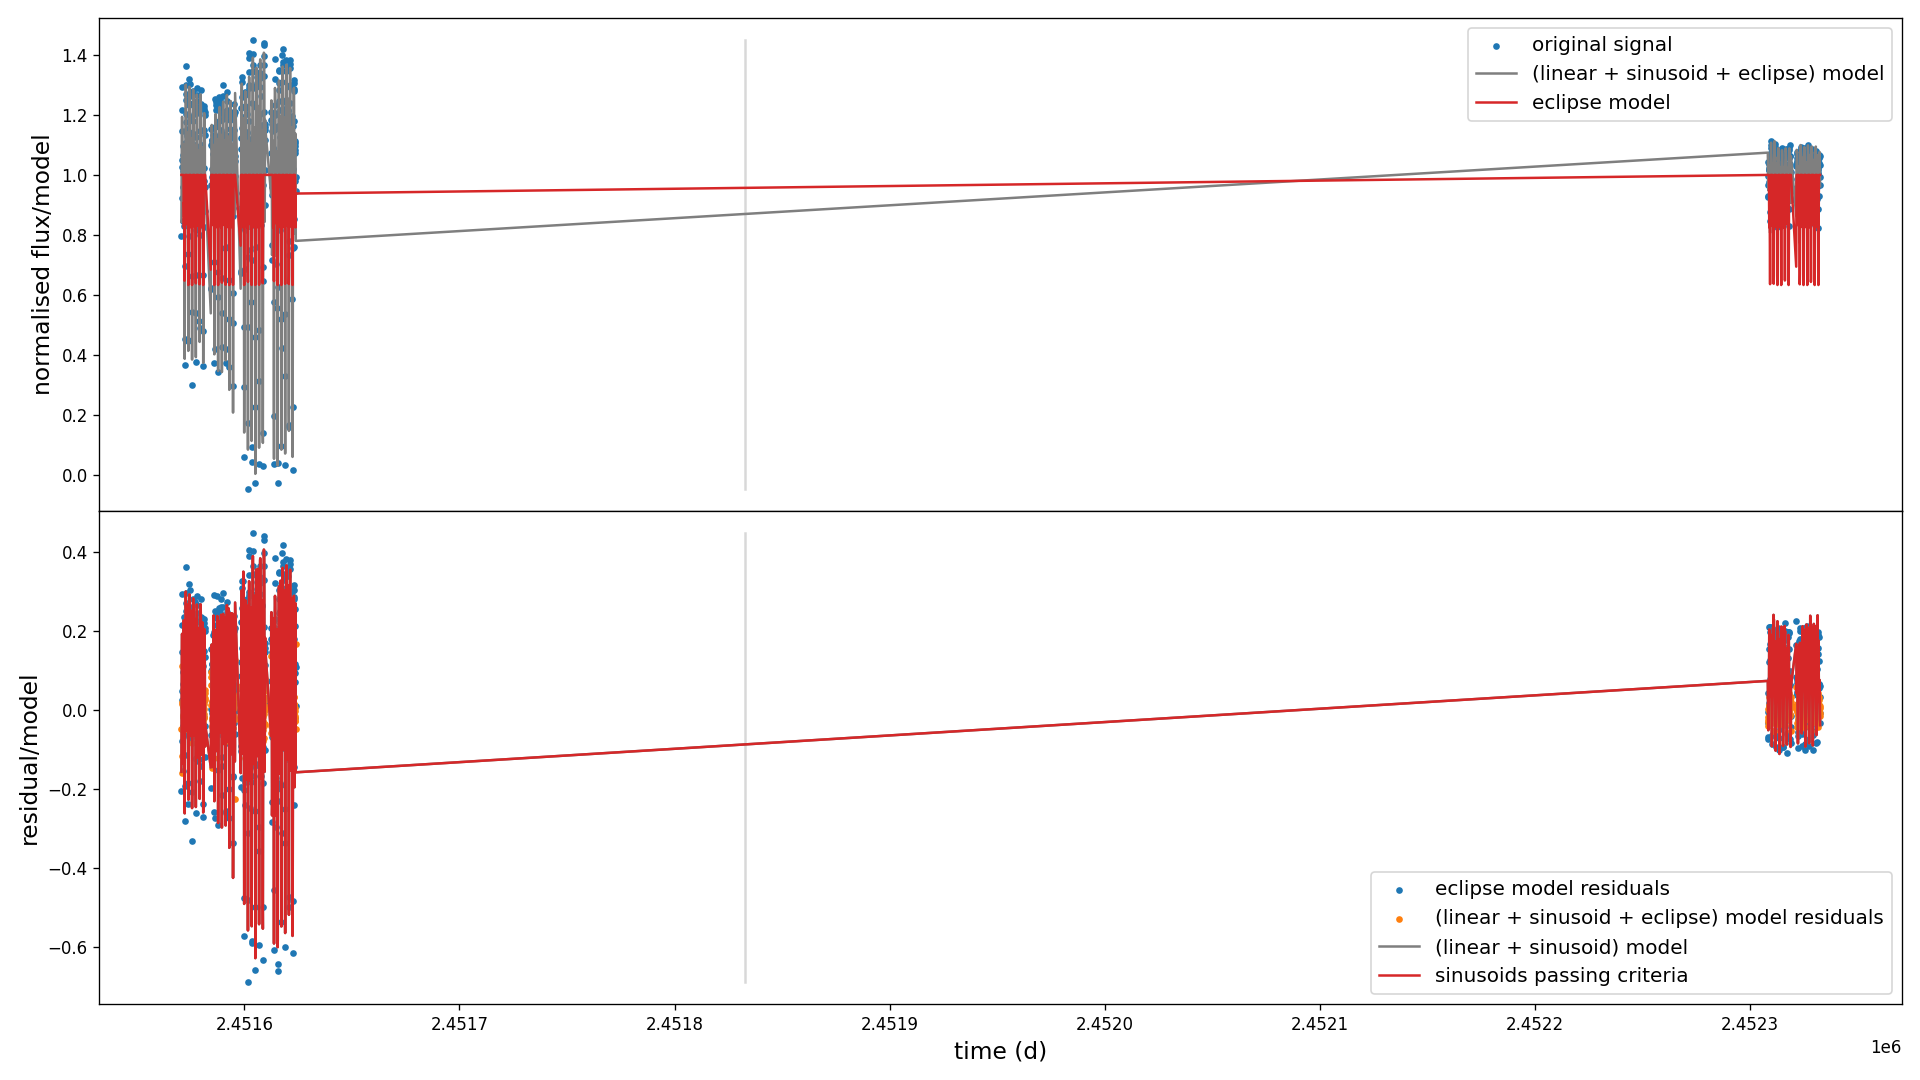 original signal
(linear + sinusoid + eclipse) model
eclipse model
normalised flux/model
1.4
1.2
1.0
0.8
0.6
0.4
0.2
0.0
residual/model
0.4
0.2
0.0
−0.2
−0.4
−0.6
eclipse model residuals
(linear + sinusoid + eclipse) model residuals
(linear + sinusoid) model
sinusoids passing criteria
2.4516 2.4517 2.4518 2.4519 2.4520 2.4521 2.4522 2.4523
1e6
time (d)